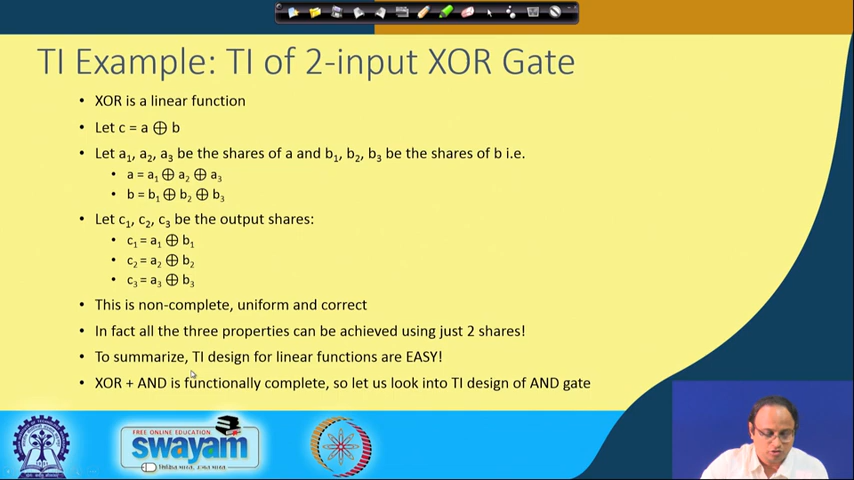 TI Example: TI of 2-input XOR Gate
• XOR is a linear function
• Let c = a ⊕ b
• Let a₁, a₂, a₃ be the shares of a and b₁, b₂, b₃ be the shares of b i.e.
• a = a₁ ⊕ a₂ ⊕ a₃
• b = b₁ ⊕ b₂ ⊕ b₃
• Let c₁, c₂, c₃ be the output shares:
• c₁ = a₁ ⊕ b₁
• c₂ = a₂ ⊕ b₂
• c₃ = a₃ ⊕ b₃
• This is non-complete, uniform and correct
• In fact all the three properties can be achieved using just 2 shares!
• To summarize, TI design for linear functions are EASY!
• XOR + AND is functionally complete, so let us look into TI design of AND gate
FREE ONLINE EDUCATION
swayam